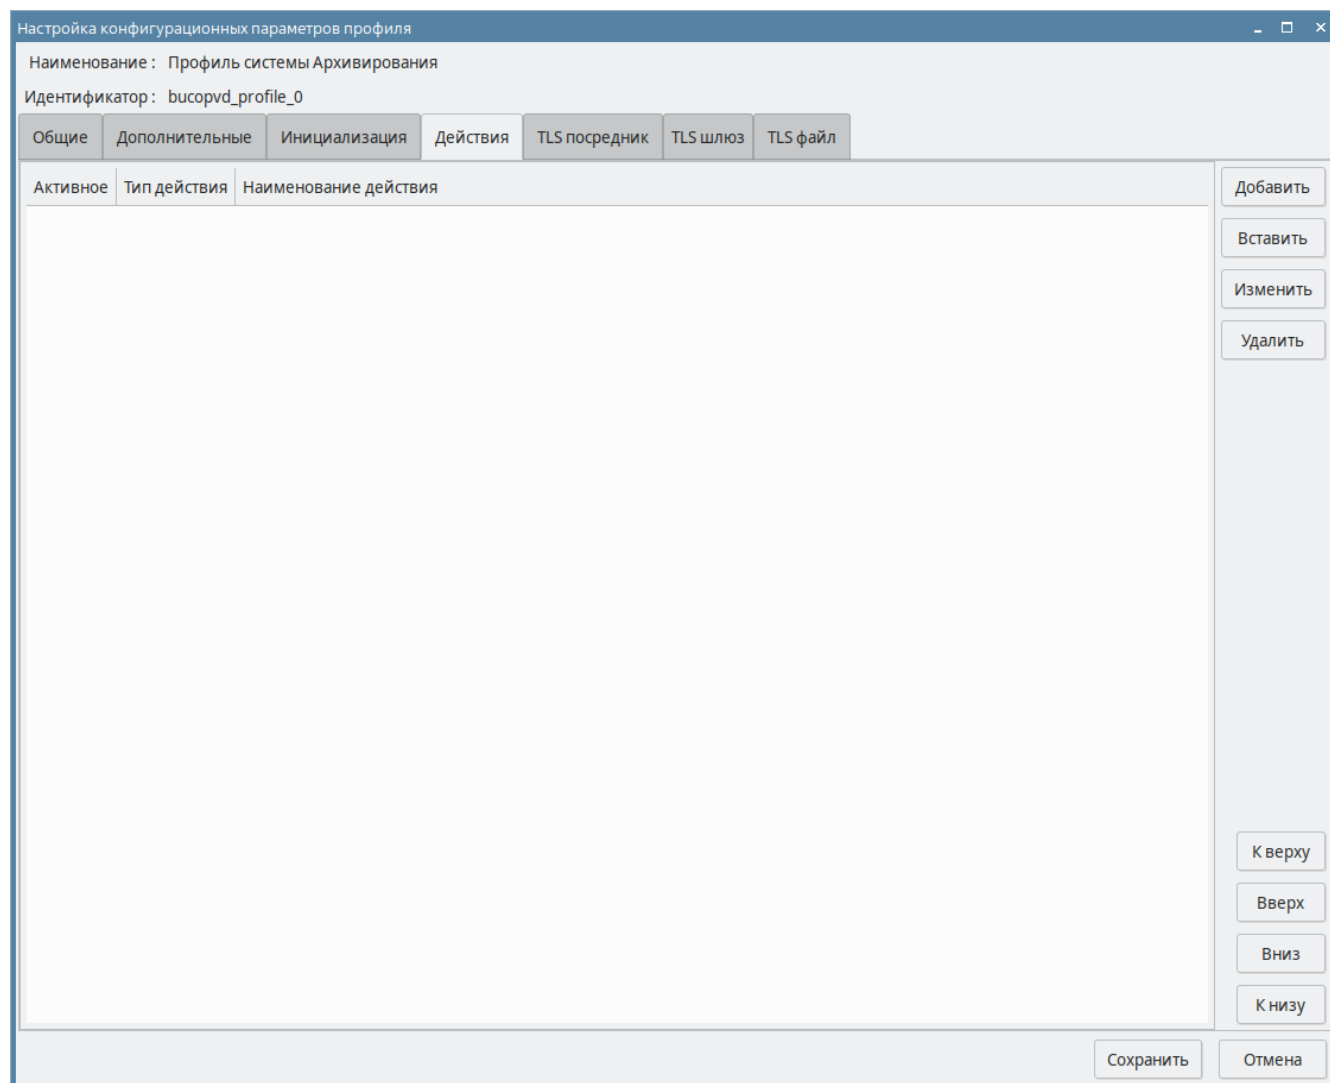 Настройка конфигурационных параметров профиля
Наименование : Профиль системы Архивирования
Идентификатор : bucopvd_profile_0
Общие Дополнительные Инициализация Действия TLS посредник TLS шлюз TLS файл
Активное Тип действия Наименование действия
Добавить
Вставить
Изменить
Удалить
К верху
Вверх
Вниз
К низу
Сохранить Отмена